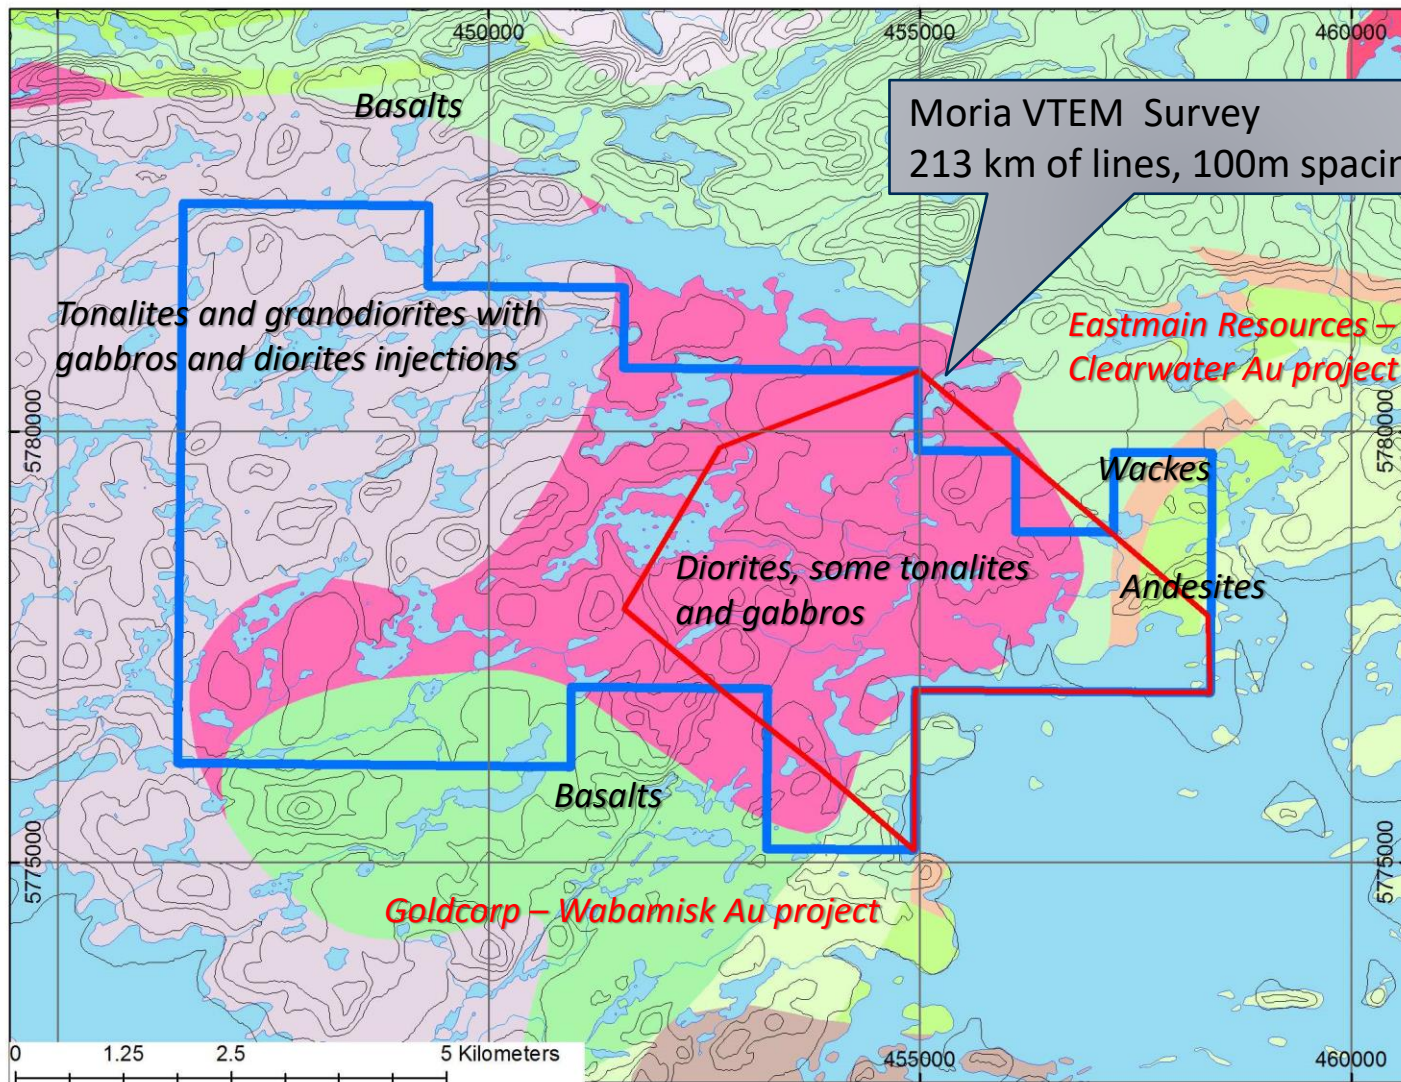 450000
455000
460000
Basalts
Moria VTEM Survey
213 km of lines, 100m spacin
Tonalites and granodiorites with
gabbros and diorites injections
Eastmain Resources –
Clearwater Au project
5780000
5780000
Wackes
Diorites, some tonalites
and gabbros
Andesites
Basalts
5775000
5775000
Goldcorp – Wabamisk Au project
0 1.25 2.5 5 Kilometers
455000
460000